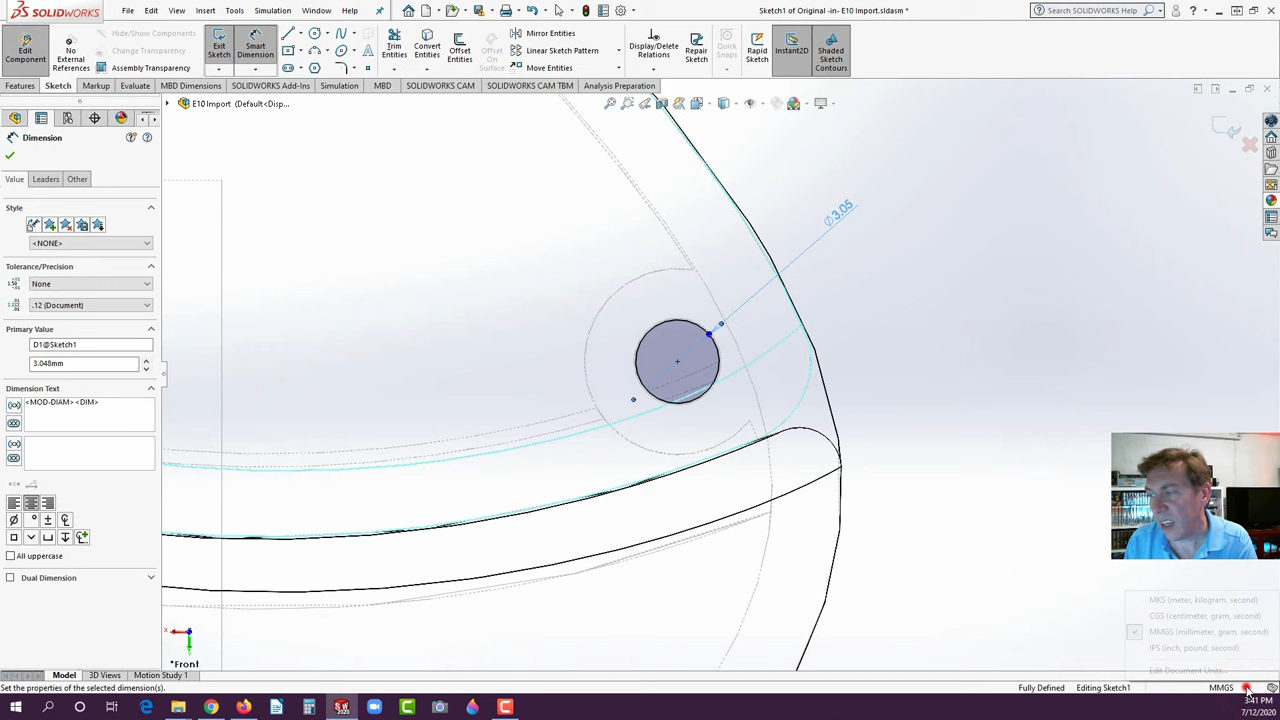 SOLIDWORKS File Edit View Insert Tools Simulation Window Help Sketch1 of Original -in- E10 Import.sldasm * Search SOLIDWORKS Help
Edit Component
No External References
Show/Hide Components
Change Transparency
Assembly Transparency
Exit Sketch
Smart Dimension
Trim Entities
Convert Entities
Offset Entities
Offset On Surface
Mirror Entities
Linear Sketch Pattern
Move Entities
Display/Delete Relations
Repair Sketch
Quick Snaps
Rapid Sketch
Instant2D
Shaded Sketch Contours
Features Sketch Markup Evaluate MBD Dimensions SOLIDWORKS Add-Ins Simulation MBD SOLIDWORKS CAM SOLIDWORKS CAM TBM Analysis Preparation
E10 Import (Default<Disp...
Dimension
Value Leaders Other
Style
<NONE>
Tolerance/Precision
None
.12 (Document)
Primary Value
D1@Sketch1
3.048mm
Dimension Text
<MOD-DIAM> <DIM>
All uppercase
Dual Dimension
∅3.05
*Front
MKS (meter, kilogram, second)
CGS (centimeter, gram, second)
MMGS (millimeter, gram, second)
IPS (inch, pound, second)
Edit Document Units...
Model 3D Views Motion Study 1
Set the properties of the selected dimension(s). Fully Defined Editing Sketch1 MMGS
3:41 PM
7/12/2020